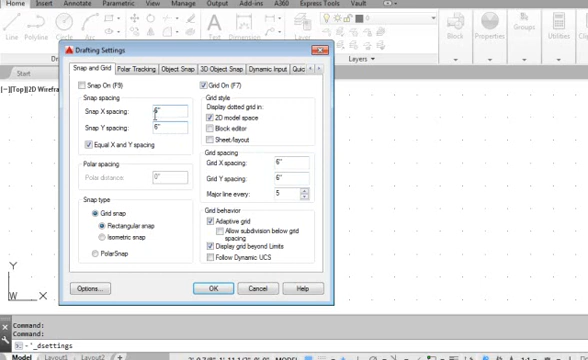 Home Insert Annotate Parametric View Manage Output Add-ins A360 Express Tools Vault
Line Polyline Circle Arc Text Dimension Block Properties Groups
Layers
Start
[−][Top][2D Wirefr
Drafting Settings
Snap and Grid Polar Tracking Object Snap 3D Object Snap Dynamic Input Quic
Snap On (F9)
Grid On (F7)
Snap spacing
Snap X spacing: 6"
Snap Y spacing: 6"
Equal X and Y spacing
Polar spacing
Polar distance: 0"
Snap type
Grid snap
Rectangular snap
Isometric snap
PolarSnap
Grid style
Display dotted grid in:
2D model space
Block editor
Sheet/layout
Grid spacing
Grid X spacing: 6"
Grid Y spacing: 6"
Major line every: 5
Grid behavior
Adaptive grid
Allow subdivision below grid
spacing
Display grid beyond Limits
Follow Dynamic UCS
Options... OK Cancel Help
Y
W X
Command:
Command:
'_dsettings
Model Layout1 Layout2 +
MODEL